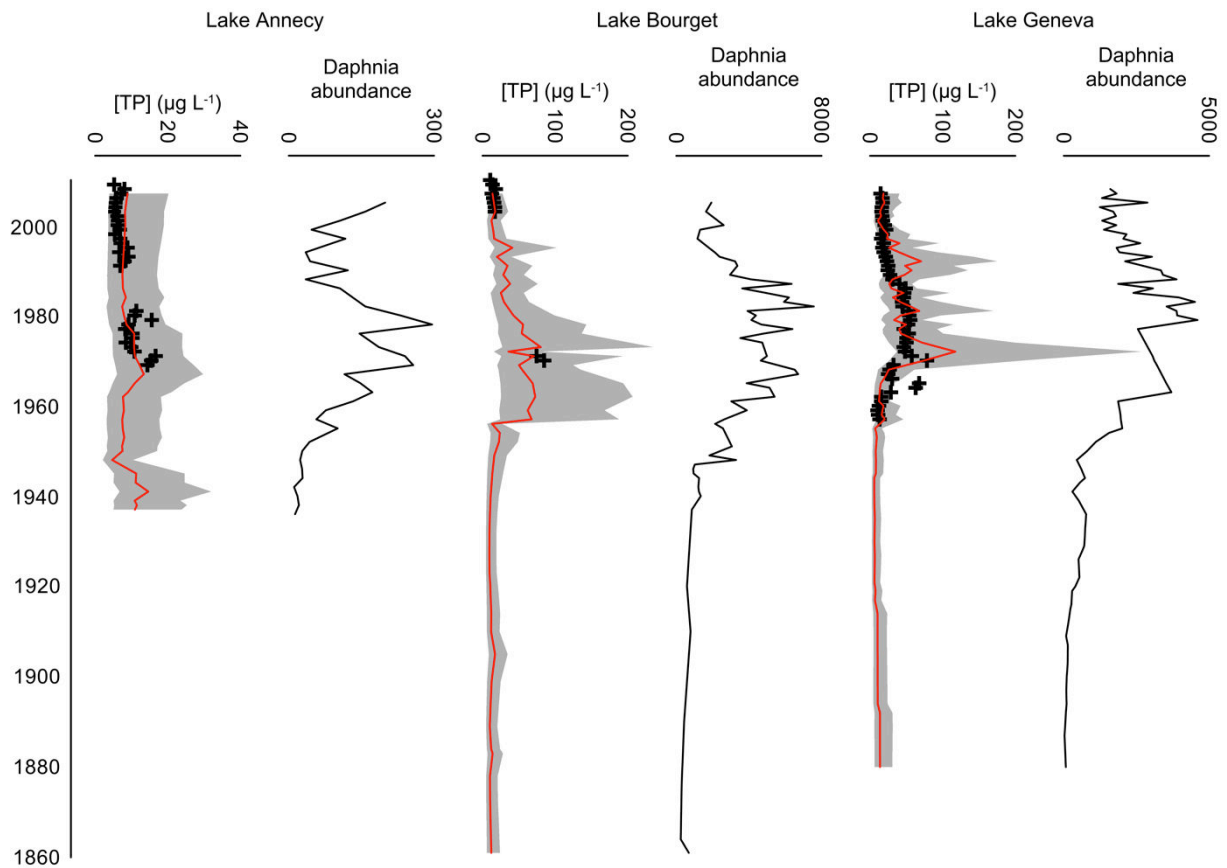 Lake Annecy
Lake Bourget
Lake Geneva
[TP] (µg L⁻¹)
Daphnia
abundance
[TP] (µg L⁻¹)
Daphnia
abundance
[TP] (µg L⁻¹)
Daphnia
abundance
0
20
40
0
300
0
100
200
0
8000
0
100
200
0
5000
2000
1980
1960
1940
1920
1900
1880
1860